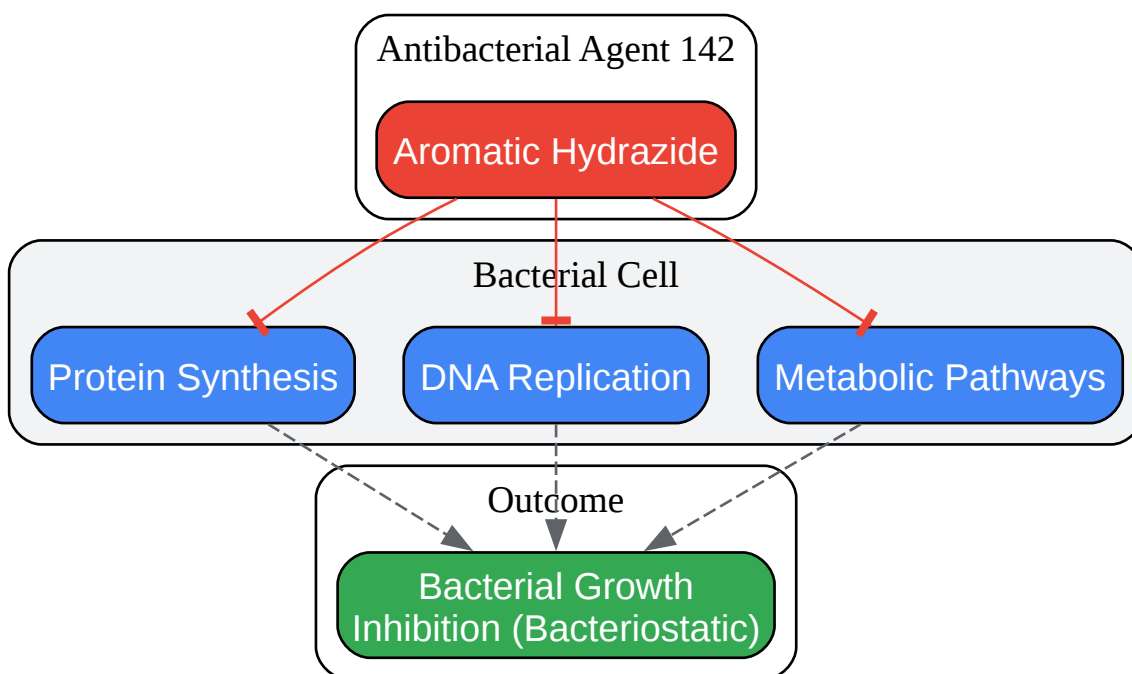 Antibacterial Agent 142
Aromatic Hydrazide
Bacterial Cell
Protein Synthesis
DNA Replication
Metabolic Pathways
Outcome
Bacterial Growth
Inhibition (Bacteriostatic)